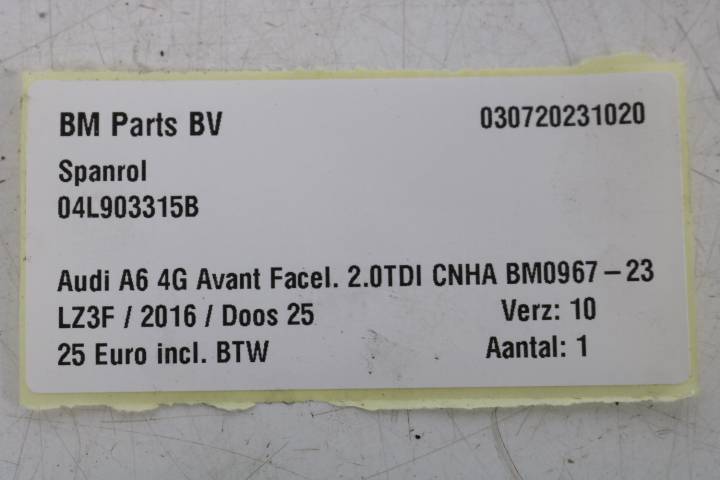 BM Parts BV 030720231020
Spanrol
04L903315B
Audi A6 4G Avant Facel. 2.0TDI CNHA BM0967-23
LZ3F / 2016 / Doos 25 Verz: 10
25 Euro incl. BTW Aantal: 1